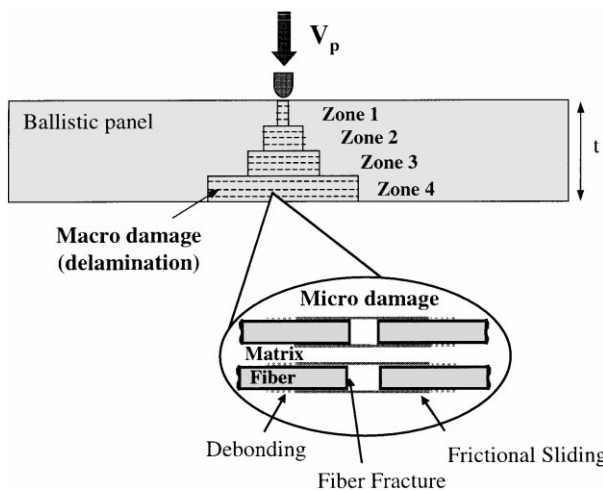 Vp
Ballistic panel
Zone 1
Zone 2
Zone 3
Zone 4
t
Macro damage
(delamination)
Micro damage
Matrix
Fiber
Debonding
Frictional Sliding
Fiber Fracture